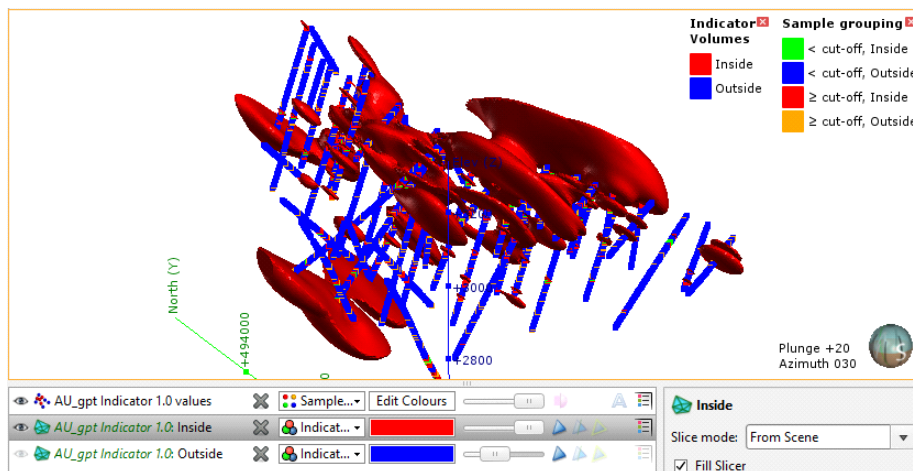 Indicator Volumes
Inside
Outside
Sample grouping
< cut-off, Inside
< cut-off, Outside
≥ cut-off, Inside
≥ cut-off, Outside
North (Y)
+494000
+2800
Plunge +20
Azimuth 030
S
AU_gpt Indicator 1.0 values
Sample...
Edit Colours
A
AU_gpt Indicator 1.0: Inside
Indicat...
AU_gpt Indicator 1.0: Outside
Indicat...
Inside
Slice mode:
From Scene
Fill Slicer